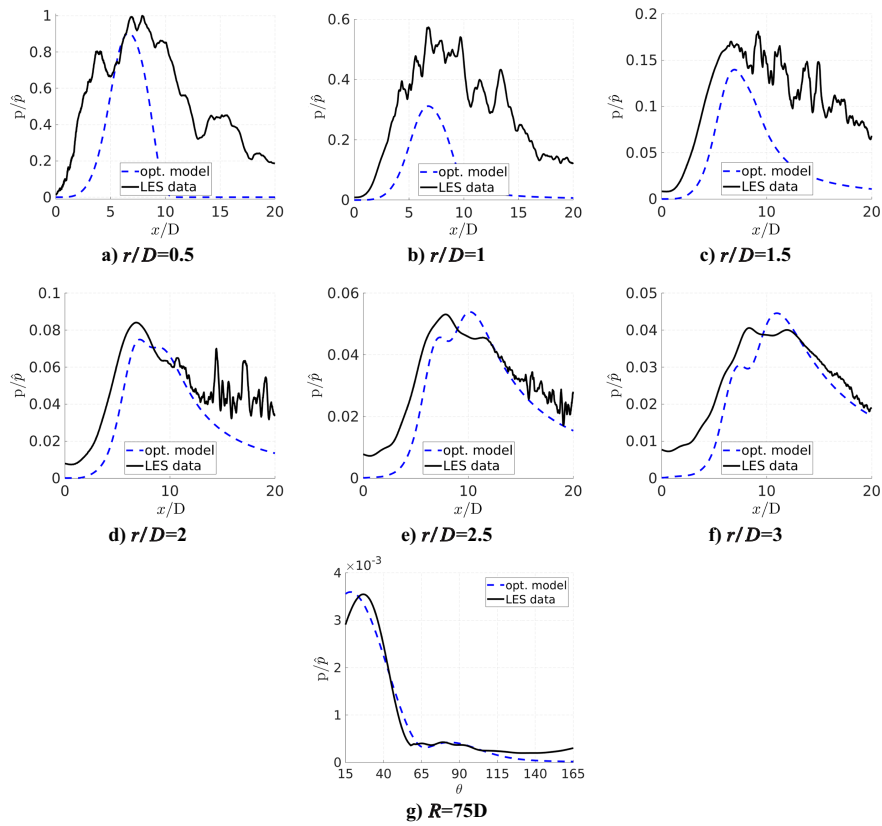 1
0.8
0.6
0.4
0.2
0
p/p̂
opt. model
LES data
0 5 10 15 20
x/D
a) r/D=0.5
0.6
0.4
0.2
0
p/p̂
opt. model
LES data
0 5 10 15 20
x/D
b) r/D=1
0.2
0.15
0.1
0.05
0
p/p̂
opt. model
LES data
0 10 20
x/D
c) r/D=1.5
0.1
0.08
0.06
0.04
0.02
0
p/p̂
opt. model
LES data
0 10 20
x/D
d) r/D=2
0.06
0.04
0.02
0
p/p̂
opt. model
LES data
0 10 20
x/D
e) r/D=2.5
0.05
0.04
0.03
0.02
0.01
0
p/p̂
opt. model
LES data
0 10 20
x/D
f) r/D=3
×10⁻³
4
3
2
1
0
p/p̂
opt. model
LES data
15 40 65 90 115 140 165
θ
g) R=75D